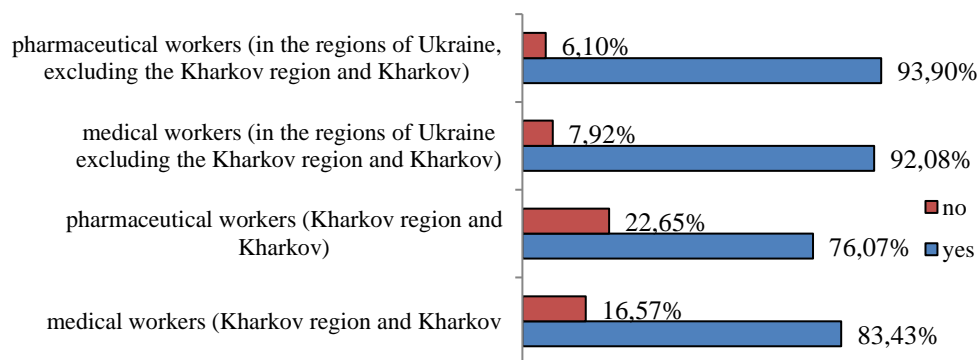 pharmaceutical workers (in the regions of Ukraine,
excluding the Kharkov region and Kharkov)
6,10%
93,90%
medical workers (in the regions of Ukraine
excluding the Kharkov region and Kharkov)
7,92%
92,08%
pharmaceutical workers (Kharkov region and
Kharkov)
22,65%
76,07%
medical workers (Kharkov region and Kharkov
16,57%
83,43%
no
yes